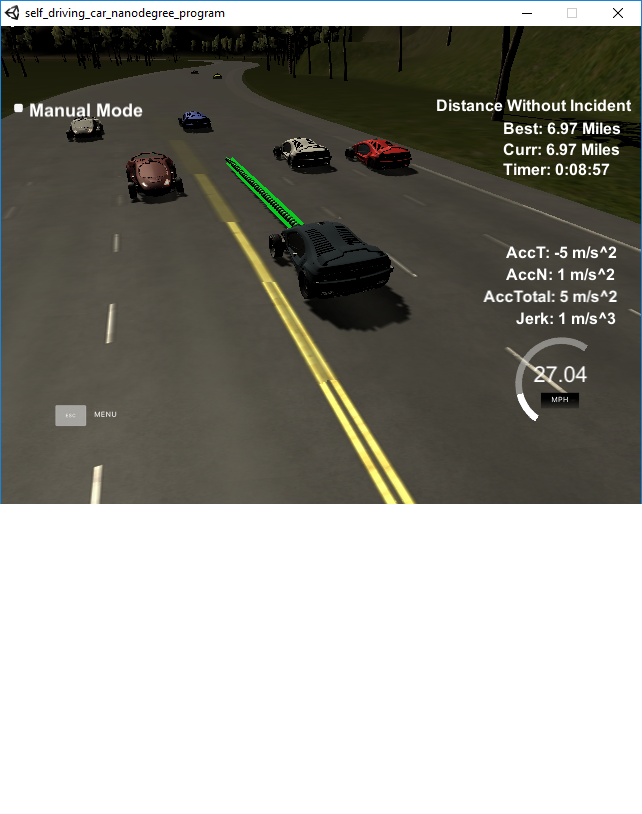 self_driving_car_nanodegree_program
Manual Mode
Distance Without Incident
Best: 6.97 Miles
Curr: 6.97 Miles
Timer: 0:08:57
AccT: -5 m/s^2
AccN: 1 m/s^2
AccTotal: 5 m/s^2
Jerk: 1 m/s^3
27.04
MPH
ESC MENU